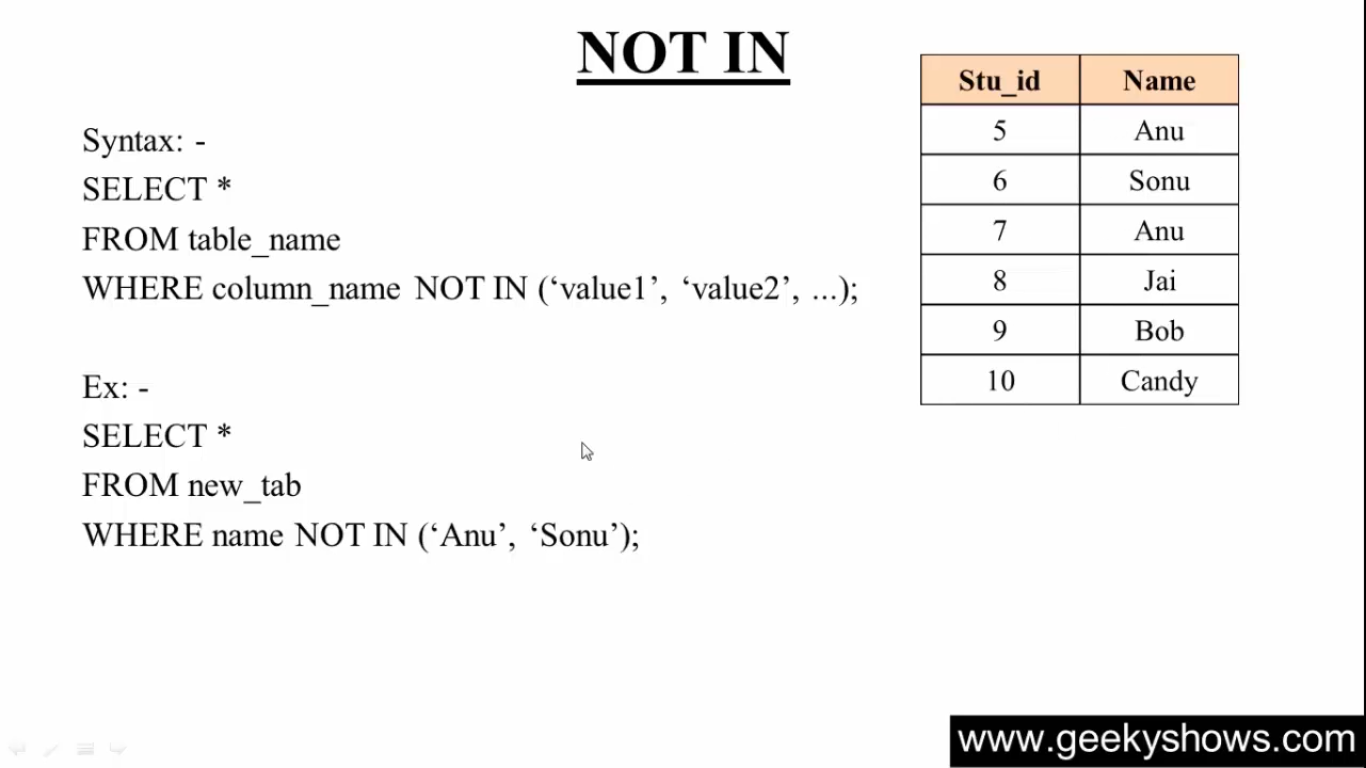 NOT IN
Syntax: -
SELECT *
FROM table_name
WHERE column_name NOT IN (‘value1’, ‘value2’, ...);
Ex: -
SELECT *
FROM new_tab
WHERE name NOT IN (‘Anu’, ‘Sonu’);
Stu_id Name
5 Anu
6 Sonu
7 Anu
8 Jai
9 Bob
10 Candy
www.geekyshows.com